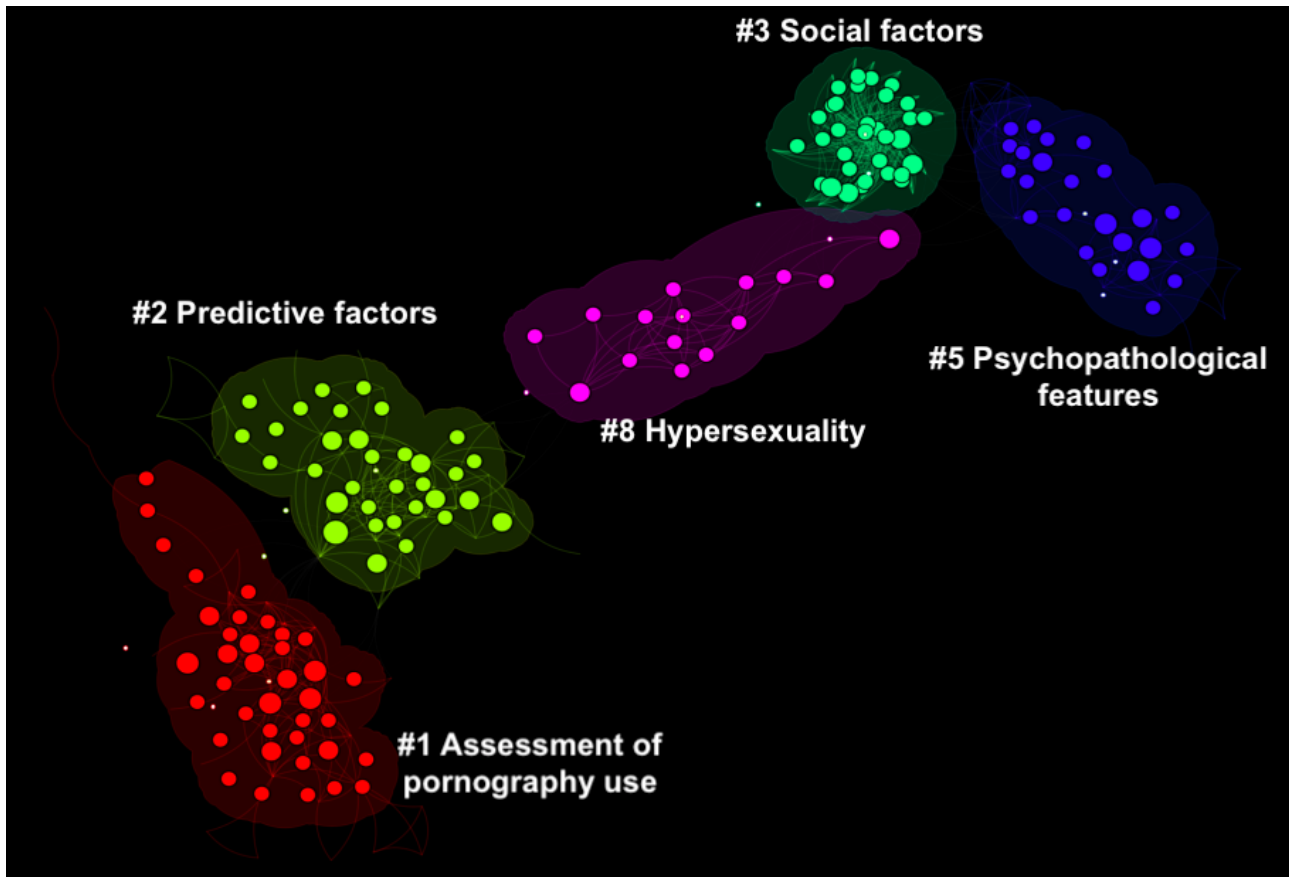 #3 Social factors
#2 Predictive factors
#5 Psychopathological
features
#8 Hypersexuality
#1 Assessment of
pornography use